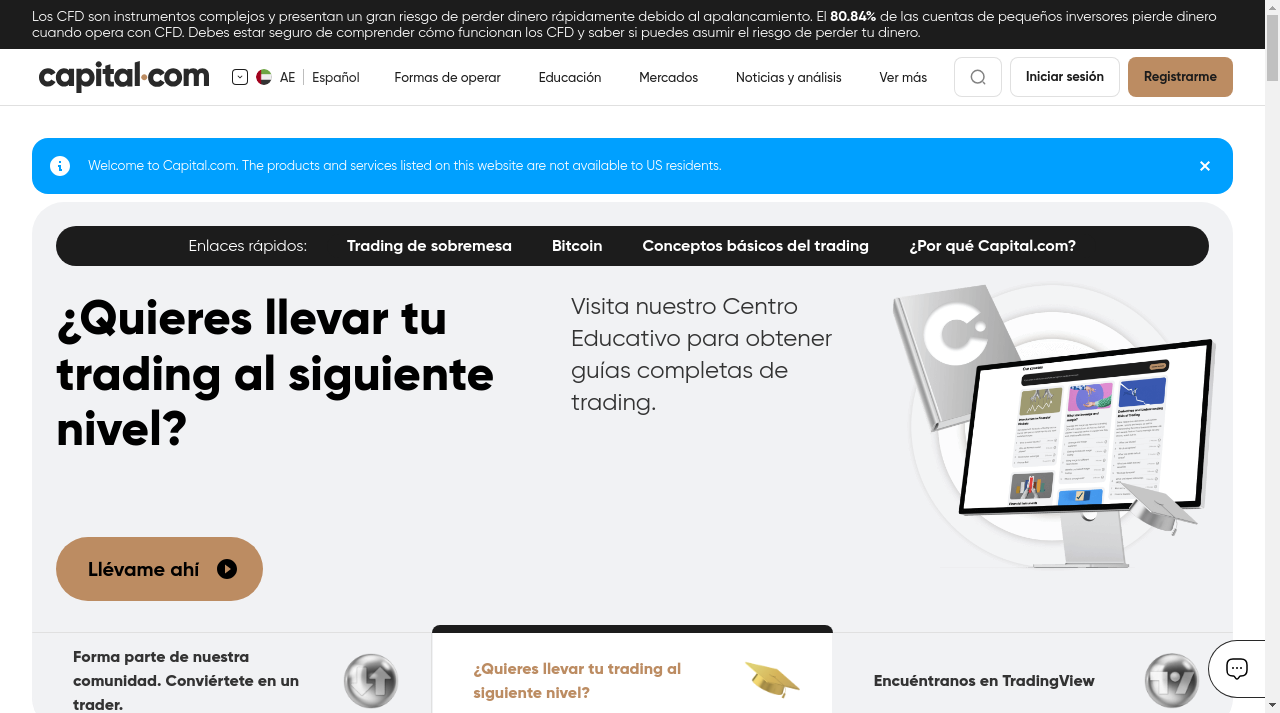 Los CFD son instrumentos complejos y presentan un gran riesgo de perder dinero rápidamente debido al apalancamiento. El 80.84% de las cuentas de pequeños inversores pierde dinero
cuando opera con CFD. Debes estar seguro de comprender cómo funcionan los CFD y saber si puedes asumir el riesgo de perder tu dinero.
capital.com
AE
Español
Formas de operar
Educación
Mercados
Noticias y análisis
Ver más
Iniciar sesión
Registrarme
Welcome to Capital.com. The products and services listed on this website are not available to US residents.
Enlaces rápidos:
Trading de sobremesa
Bitcoin
Conceptos básicos del trading
¿Por qué Capital.com?
¿Quieres llevar tu
trading al siguiente
nivel?
Visita nuestro Centro
Educativo para obtener
guías completas de
trading.
Llévame ahí
Forma parte de nuestra
comunidad. Conviértete en un
trader.
¿Quieres llevar tu trading al
siguiente nivel?
Encuéntranos en TradingView